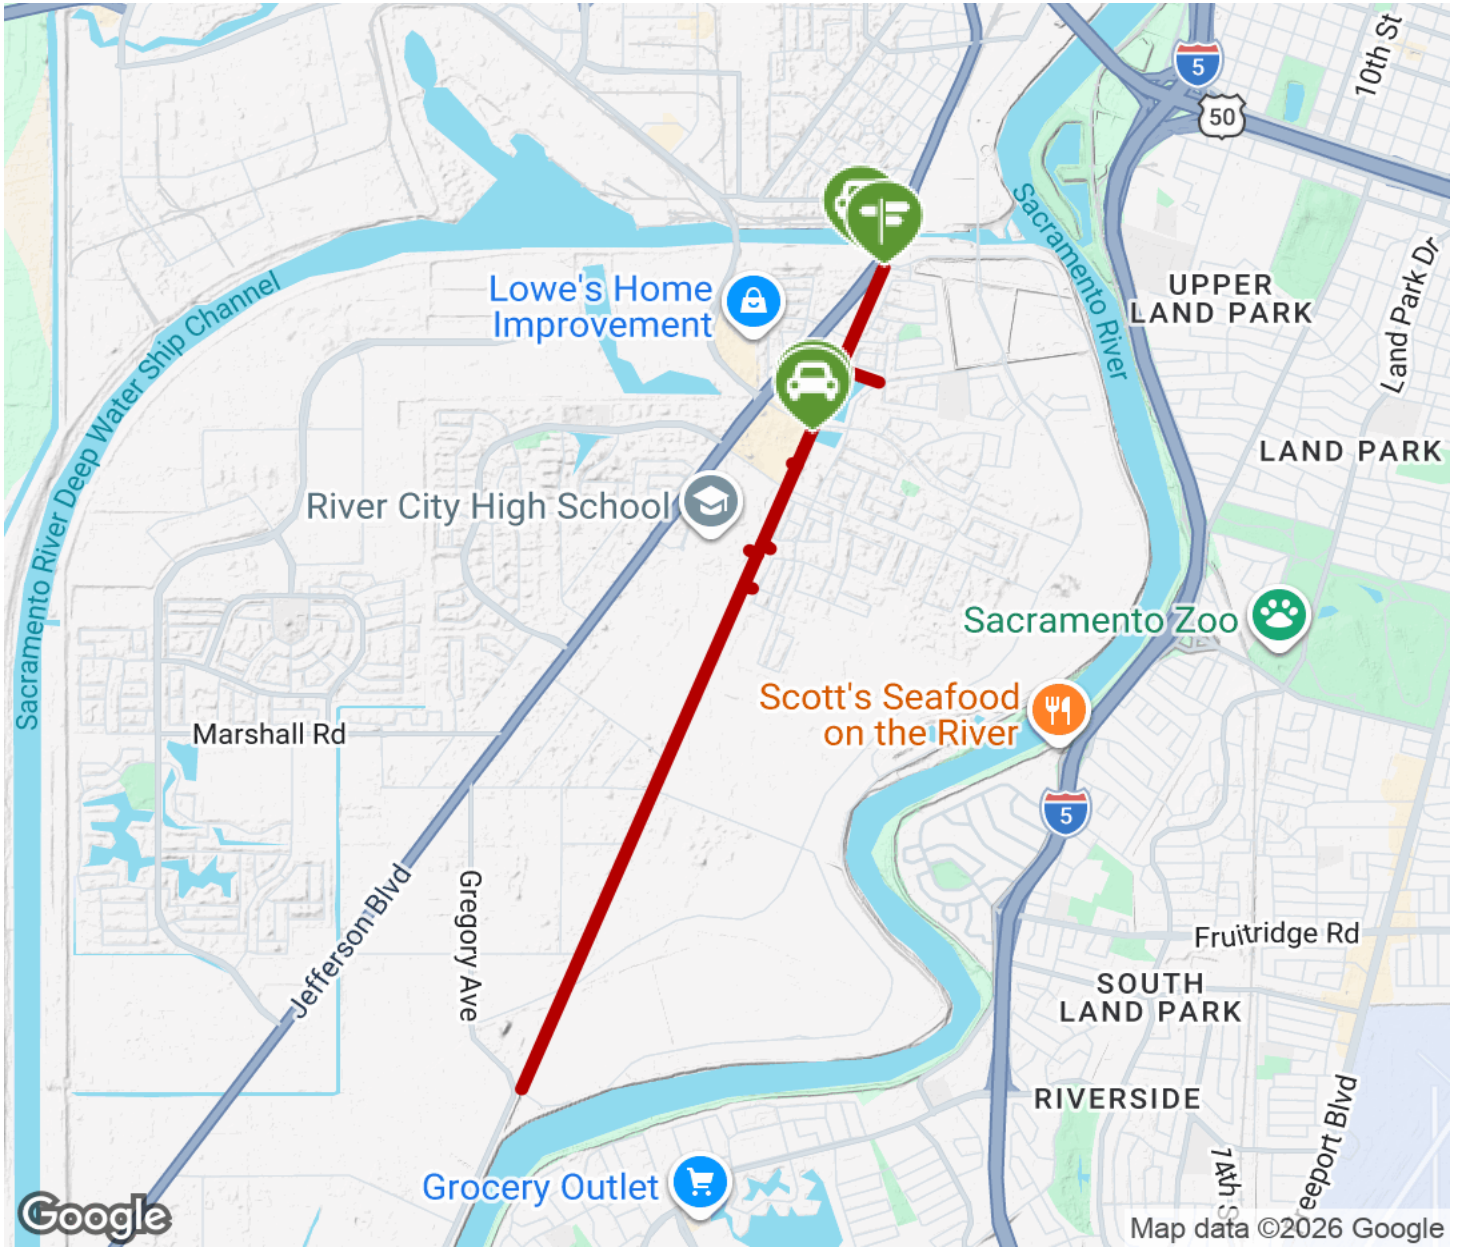 10th St
5
50
Sacramento River
Land Park Dr
UPPER
LAND PARK
Lowe's Home
Improvement
Sacramento River Deep Water Ship Channel
LAND PARK
River City High School
Sacramento Zoo
Scott's Seafood
on the River
Marshall Rd
5
Jefferson Blvd
Gregory Ave
Fruitridge Rd
SOUTH
LAND PARK
RIVERSIDE
Freeport Blvd
Grocery Outlet
Google
Map data ©2026 Google